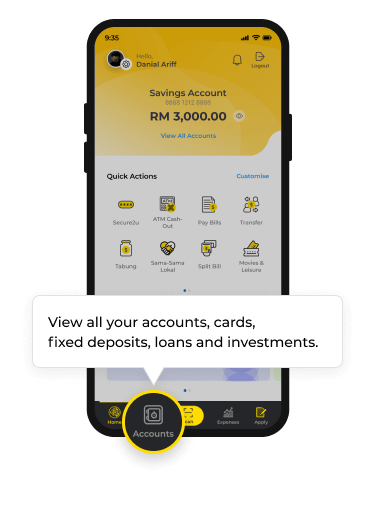 9:35
Hello,
Danial Ariff
Logout
Savings Account
8888 1212 8888
RM 3,000.00
View All Accounts
Quick Actions
Customise
Secure2u
ATM Cash-
Out
Pay Bills
Transfer
Tabung
Sama-Sama
Lokal
Split Bill
Movies &
Leisure
View all your accounts, cards,
fixed deposits, loans and investments.
Home
Accounts
Expenses
Apply